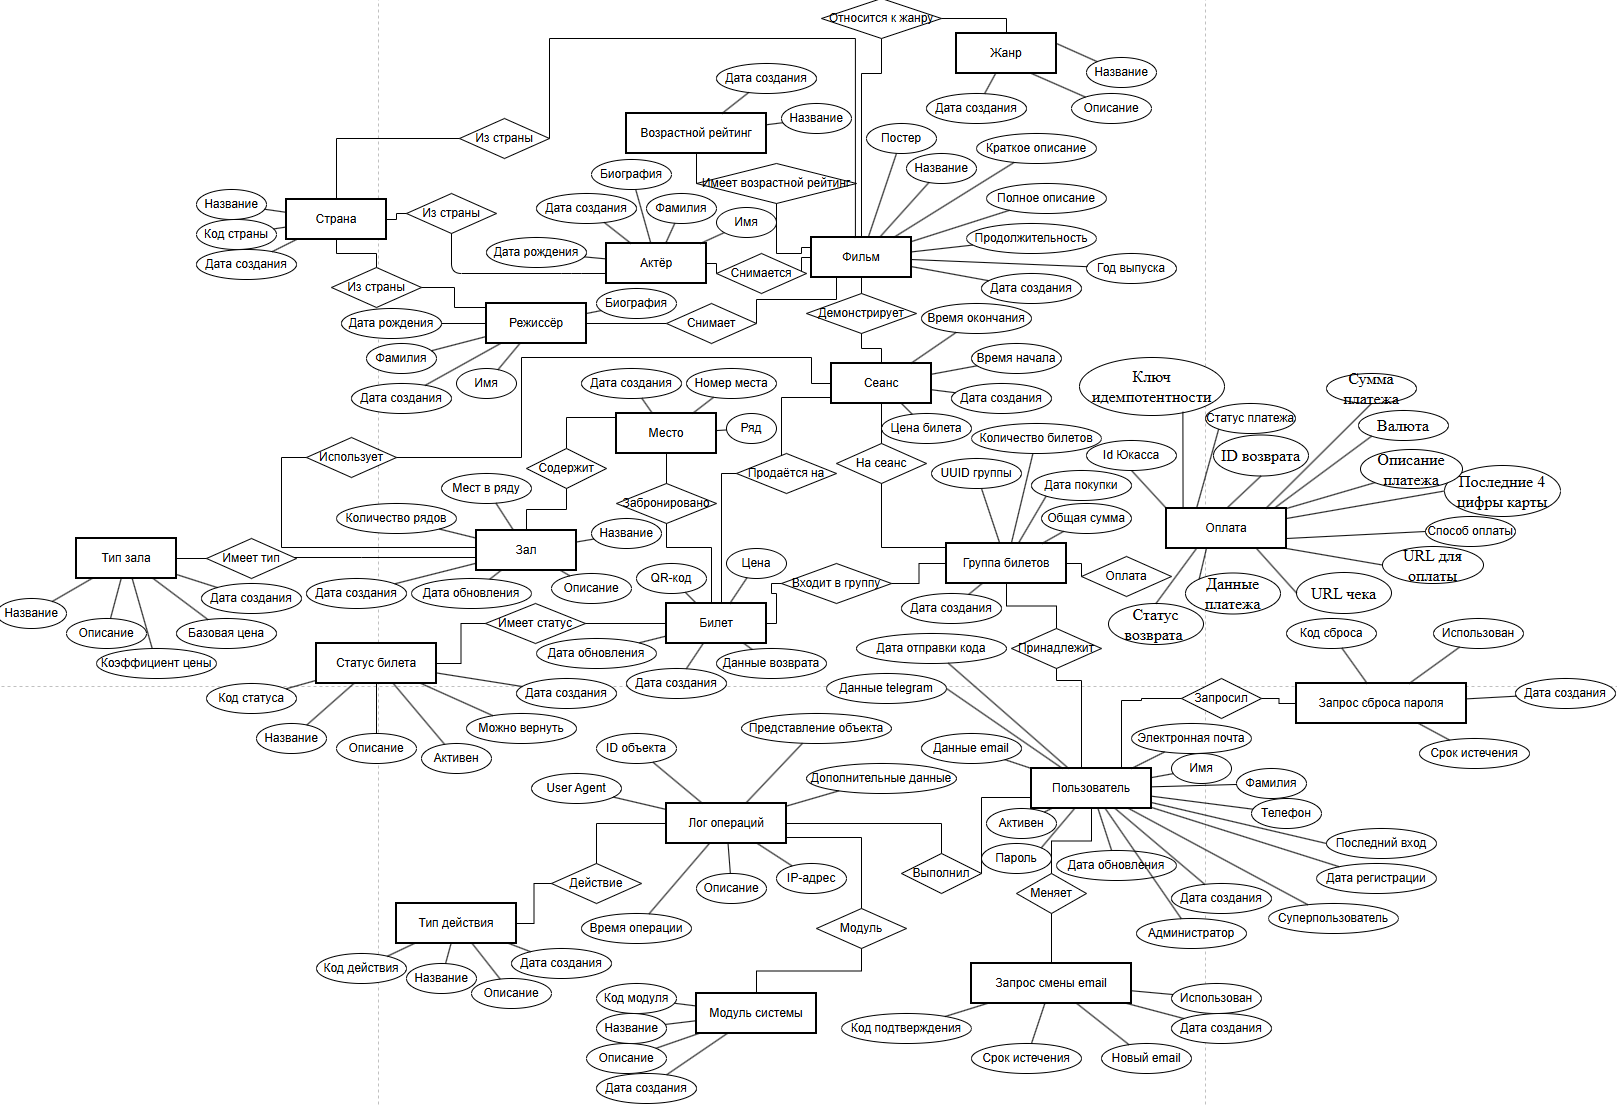 Относится к жанру
Жанр
Название
Описание
Дата создания
Дата создания
Название
Возрастной рейтинг
Из страны
Имеет возрастной рейтинг
Постер
Краткое описание
Название
Полное описание
Продолжительность
Год выпуска
Дата создания
Фильм
Биография
Дата создания
Фамилия
Имя
Дата рождения
Актёр
Снимается
Название
Код страны
Дата создания
Страна
Из страны
Из страны
Биография
Дата рождения
Режиссёр
Снимает
Фамилия
Дата создания
Имя
Демонстрирует
Время окончания
Время начала
Сеанс
Дата создания
Цена билета
Дата создания
Номер места
Место
Ряд
Использует
Содержит
Забронировано
Продаётся на
На сеанс
Количество билетов
UUID группы
Дата покупки
Общая сумма
Ключ
идемпотентности
Сумма
платежа
Статус платежа
Валюта
Id Юкасса
ID возврата
Описание
платежа
Последние 4
цифры карты
Оплата
Способ оплаты
URL для
оплаты
URL чека
Данные
платежа
Статус
возврата
Мест в ряду
Количество рядов
Название
Зал
Тип зала
Имеет тип
Дата создания
Дата обновления
Описание
Название
Описание
Дата создания
Базовая цена
Коэффициент цены
QR-код
Цена
Входит в группу
Группа билетов
Оплата
Дата создания
Имеет статус
Билет
Дата обновления
Дата создания
Данные возврата
Статус билета
Код статуса
Название
Описание
Активен
Можно вернуть
Дата создания
Принадлежит
Дата отправки кода
Данные telegram
Данные email
Код сброса
Использован
Запросил
Запрос сброса пароля
Дата создания
Срок истечения
Электронная почта
Имя
Пользователь
Фамилия
Телефон
Активен
Пароль
Дата обновления
Последний вход
Дата регистрации
Дата создания
Суперпользователь
Администратор
Представление объекта
ID объекта
User Agent
Дополнительные данные
Лог операций
Действие
Описание
IP-адрес
Выполнил
Меняет
Тип действия
Время операции
Модуль
Код действия
Название
Описание
Дата создания
Код модуля
Название
Описание
Дата создания
Модуль системы
Запрос смены email
Использован
Дата создания
Код подтверждения
Срок истечения
Новый email